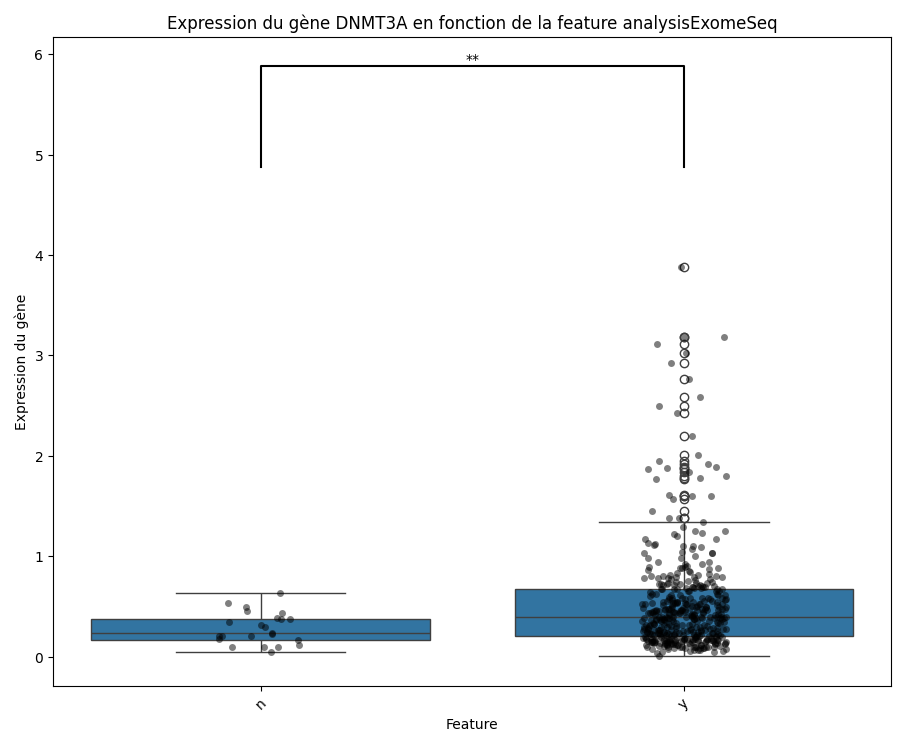 Expression du gène DNMT3A en fonction de la feature analysisExomeSeq
**
6
5
4
3
2
1
0
Expression du gène
n
y
Feature